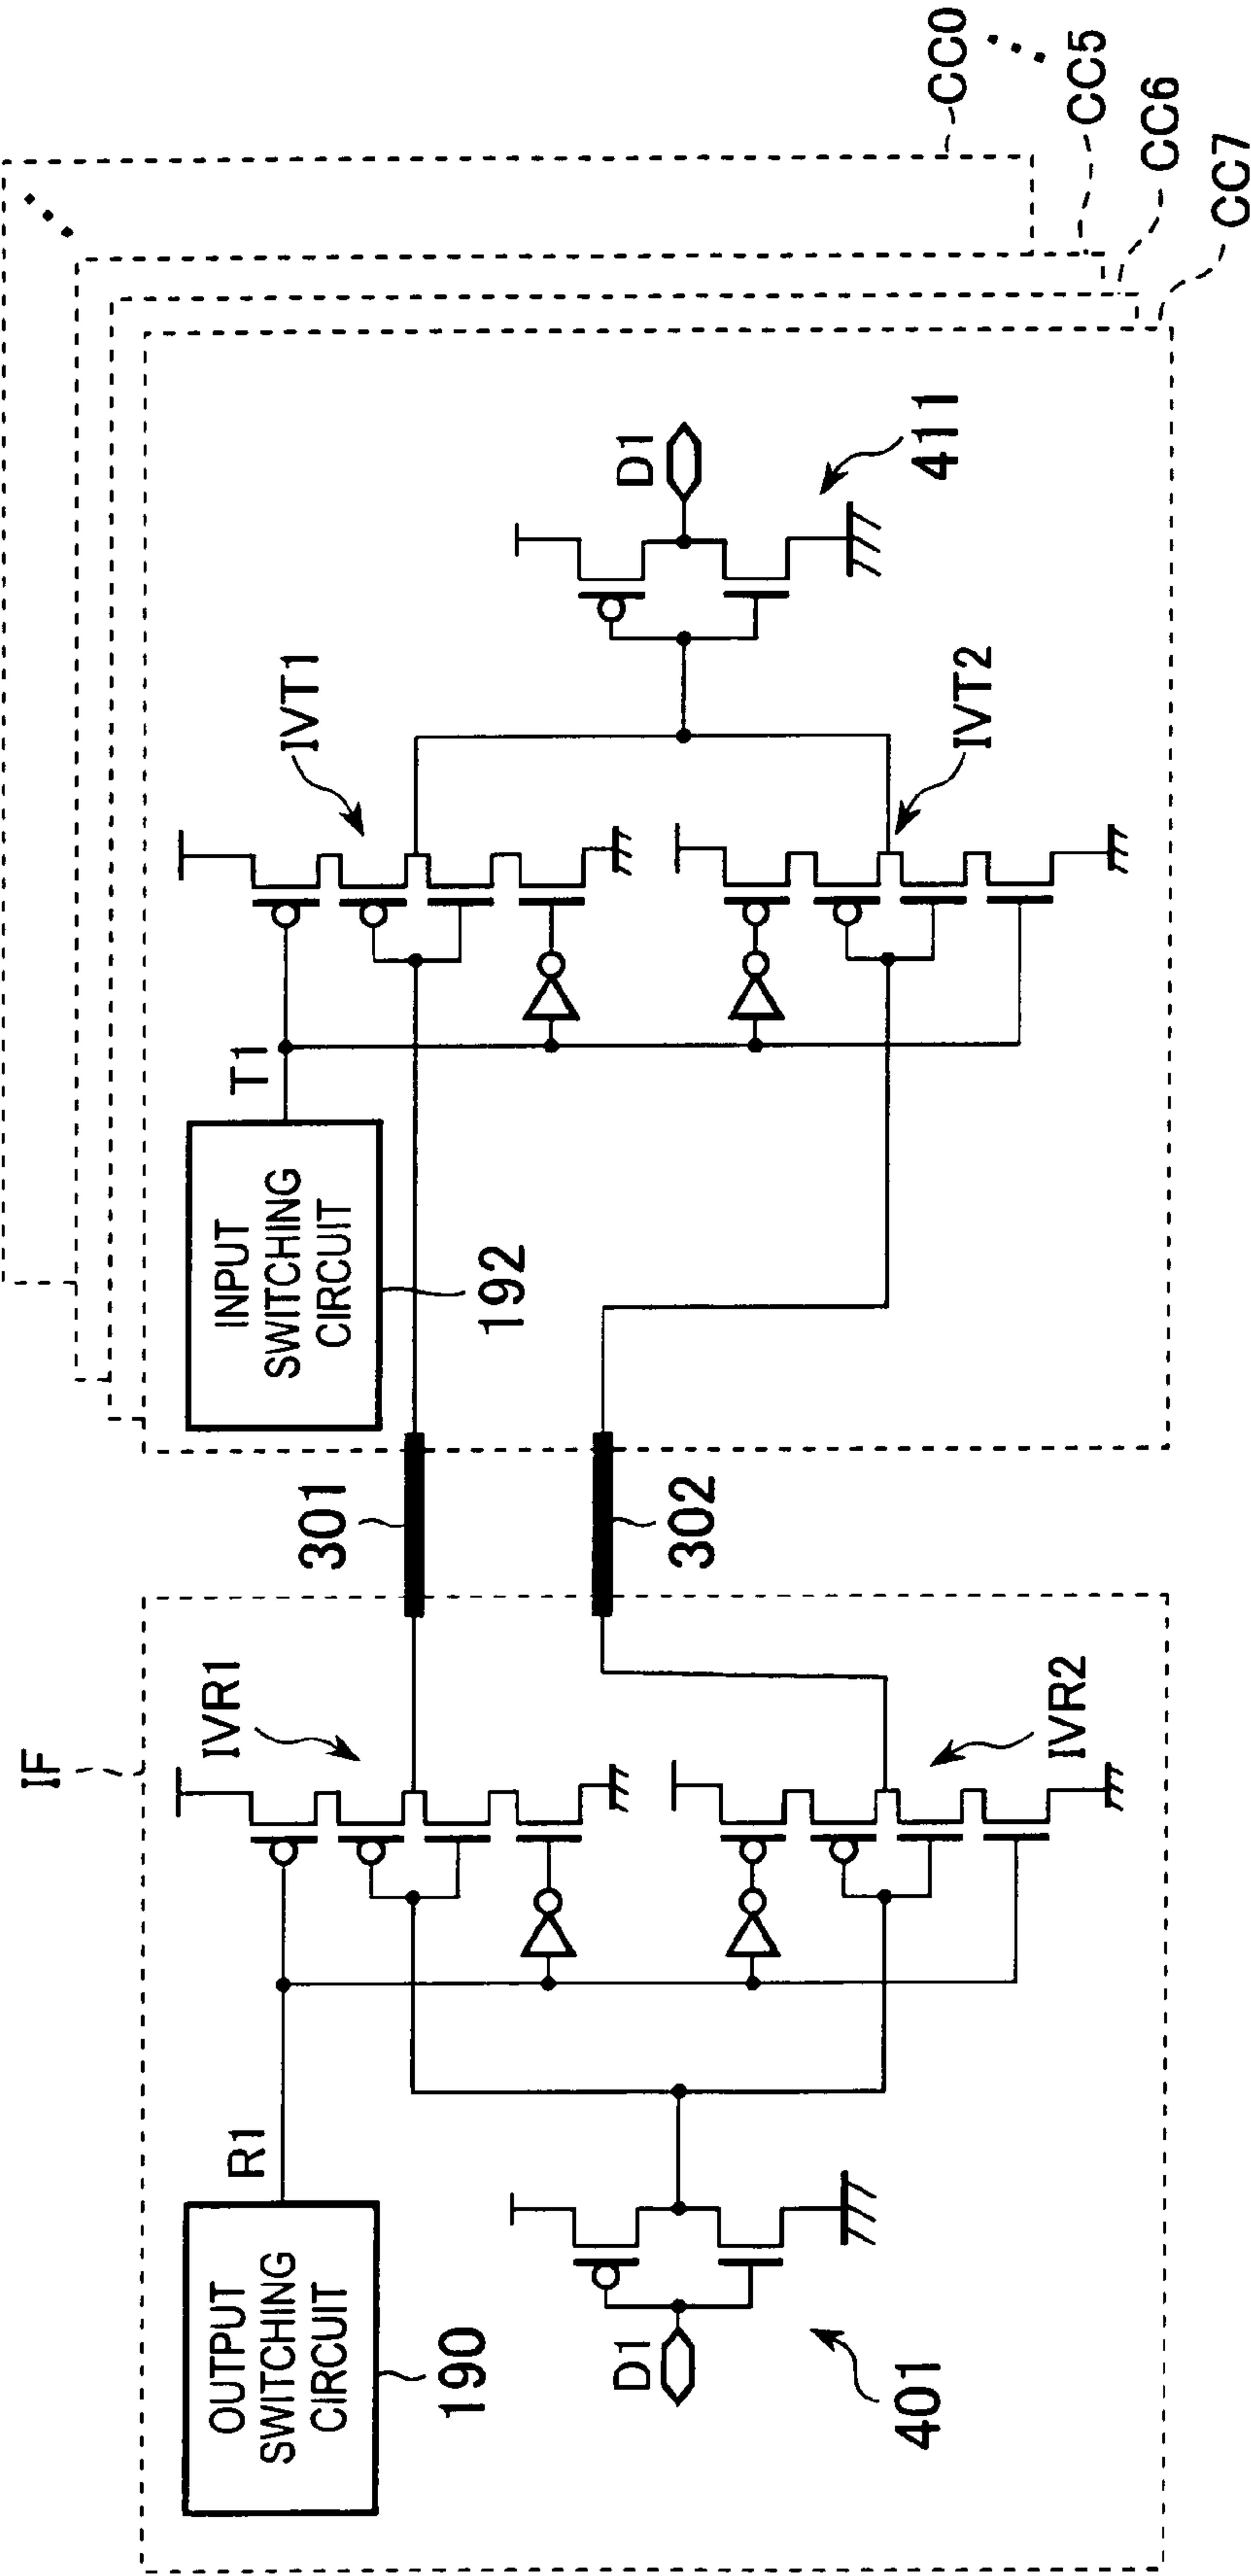 IF
OUTPUT
SWITCHING
CIRCUIT
190
R1
D1
401
IVR1
IVR2
301
302
INPUT
SWITCHING
CIRCUIT
192
T1
IVT1
IVT2
D1
411
CC0
CC5
CC6
CC7